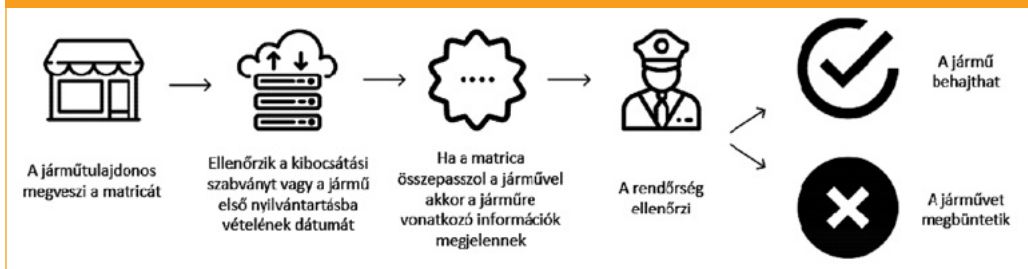 A járműtulajdonos
megveszi a matricát
Ellenőrzik a kibocsátási
szabványt vagy a jármű
első nyilvántartásba
vételének dátumát
Ha a matrica
összepasszol a járművel
akkor a járműre
vonatkozó információk
megjelennek
A rendőrség
ellenőrzi
A jármű
behajthat
A járművet
megbüntetik